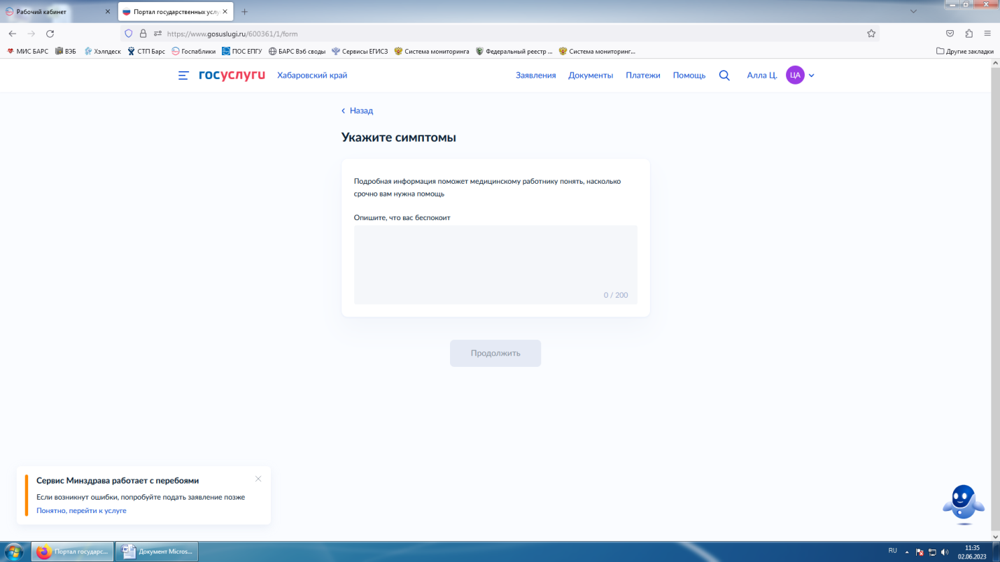 Рабочий кабинет
Портал государственных услу
https://www.gosuslugi.ru/600361/1/form
МИС БАРС
ВЭБ
Хэлпдеск
СТП Барс
Госпаблики
ПОС ЕПГУ
БАРС Вэб своды
Сервисы ЕГИСЗ
Система мониторинга
Федеральный реестр ...
Система мониторинг...
Другие закладки
госуслуги
Хабаровский край
Заявления
Документы
Платежи
Помощь
Алла Ц.
ЦА
Назад
Укажите симптомы
Подробная информация поможет медицинскому работнику понять, насколько
срочно вам нужна помощь
Опишите, что вас беспокоит
0 / 200
Продолжить
Сервис Минздрава работает с перебоями
Если возникнут ошибки, попробуйте подать заявление позже
Понятно, перейти к услуге
Портал государс...
Документ Micros...
RU
11:35
02.06.2023